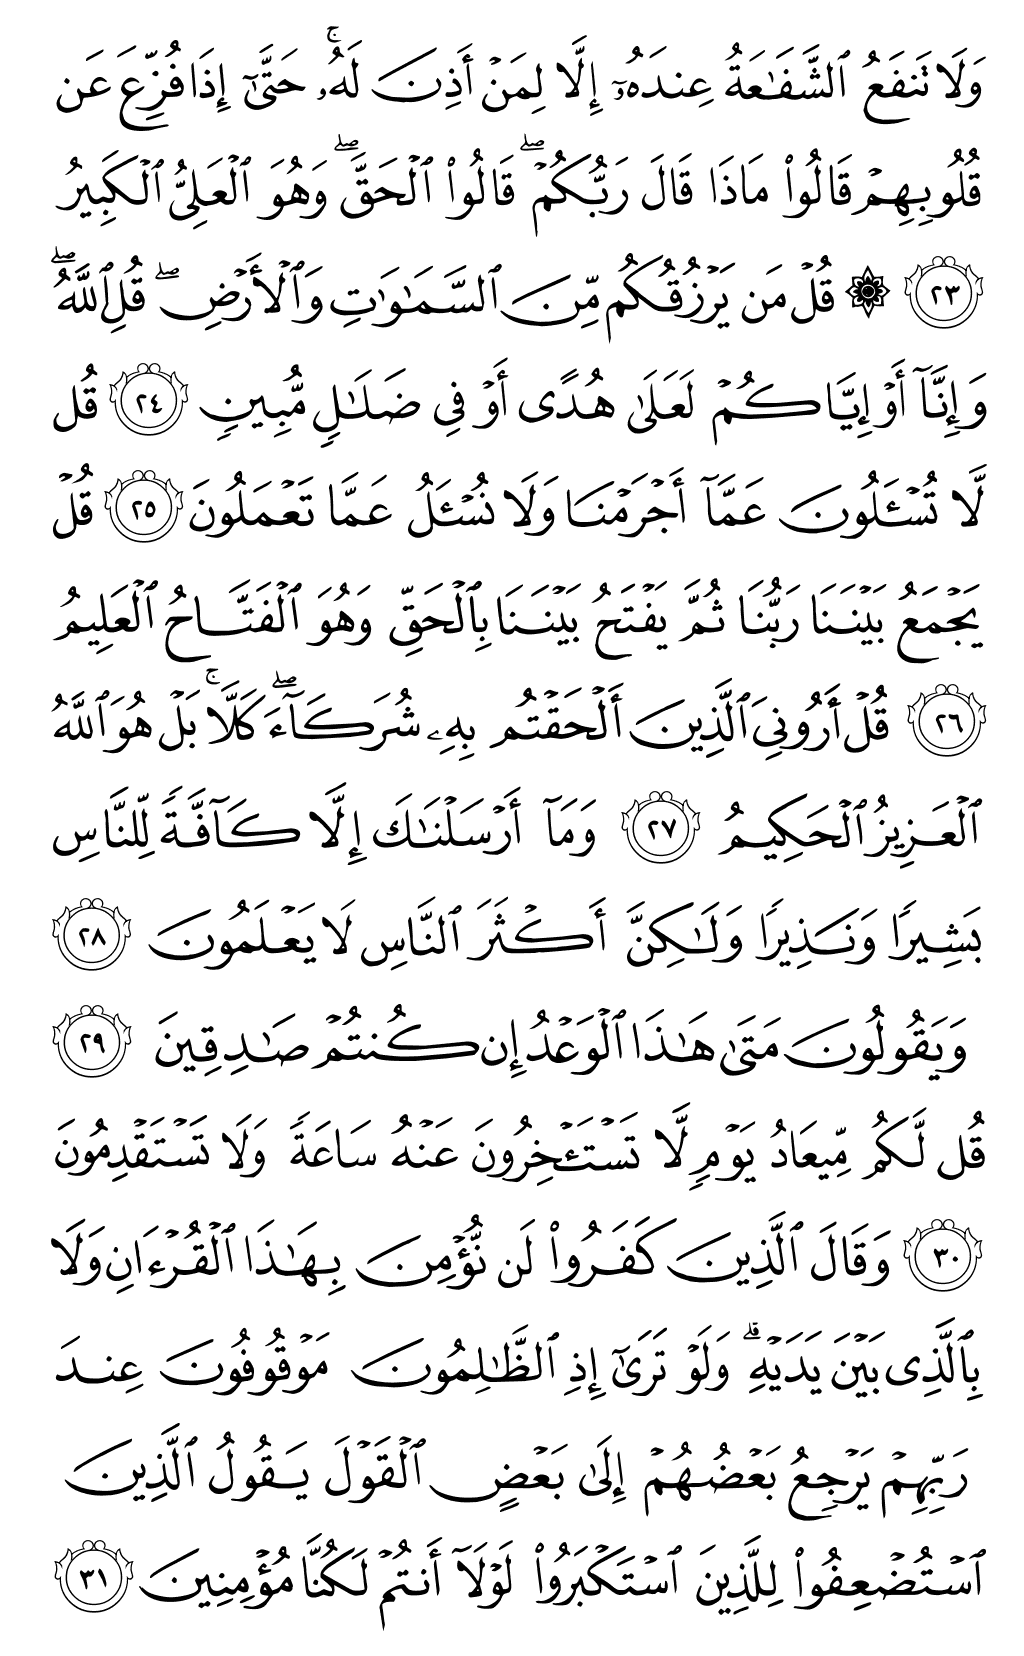 وَلَا تَنفَعُ ٱلشَّفَٰعَةُ عِندَهُۥٓ إِلَّا لِمَنْ أَذِنَ لَهُۥۚ حَتَّىٰٓ إِذَا فُزِّعَ عَن
قُلُوبِهِمْ قَالُوا۟ مَاذَا قَالَ رَبُّكُمْۖ قَالُوا۟ ٱلْحَقَّۖ وَهُوَ ٱلْعَلِىُّ ٱلْكَبِيرُ
٢٣ ۞ قُلْ مَن يَرْزُقُكُم مِّنَ ٱلسَّمَٰوَٰتِ وَٱلْأَرْضِۖ قُلِ ٱللَّهُۖ
وَإِنَّآ أَوْ إِيَّاكُمْ لَعَلَىٰ هُدًى أَوْ فِى ضَلَٰلٍ مُّبِينٍ ٢٤ قُل
لَّا تُسْـَٔلُونَ عَمَّآ أَجْرَمْنَا وَلَا نُسْـَٔلُ عَمَّا تَعْمَلُونَ ٢٥ قُلْ
يَجْمَعُ بَيْنَنَا رَبُّنَا ثُمَّ يَفْتَحُ بَيْنَنَا بِٱلْحَقِّ وَهُوَ ٱلْفَتَّاحُ ٱلْعَلِيمُ
٢٦ قُلْ أَرُونِىَ ٱلَّذِينَ أَلْحَقْتُم بِهِۦ شُرَكَآءَۖ كَلَّاۚ بَلْ هُوَ ٱللَّهُ
ٱلْعَزِيزُ ٱلْحَكِيمُ ٢٧ وَمَآ أَرْسَلْنَٰكَ إِلَّا كَآفَّةً لِّلنَّاسِ
بَشِيرًا وَنَذِيرًا وَلَٰكِنَّ أَكْثَرَ ٱلنَّاسِ لَا يَعْلَمُونَ ٢٨
وَيَقُولُونَ مَتَىٰ هَٰذَا ٱلْوَعْدُ إِن كُنتُمْ صَٰدِقِينَ ٢٩
قُل لَّكُم مِّيعَادُ يَوْمٍ لَّا تَسْتَـْٔخِرُونَ عَنْهُ سَاعَةً وَلَا تَسْتَقْدِمُونَ
٣٠ وَقَالَ ٱلَّذِينَ كَفَرُوا۟ لَن نُّؤْمِنَ بِهَٰذَا ٱلْقُرْءَانِ وَلَا
بِٱلَّذِى بَيْنَ يَدَيْهِۗ وَلَوْ تَرَىٰٓ إِذِ ٱلظَّٰلِمُونَ مَوْقُوفُونَ عِندَ
رَبِّهِمْ يَرْجِعُ بَعْضُهُمْ إِلَىٰ بَعْضٍ ٱلْقَوْلَ يَقُولُ ٱلَّذِينَ
ٱسْتُضْعِفُوا۟ لِلَّذِينَ ٱسْتَكْبَرُوا۟ لَوْلَآ أَنتُمْ لَكُنَّا مُؤْمِنِينَ ٣١